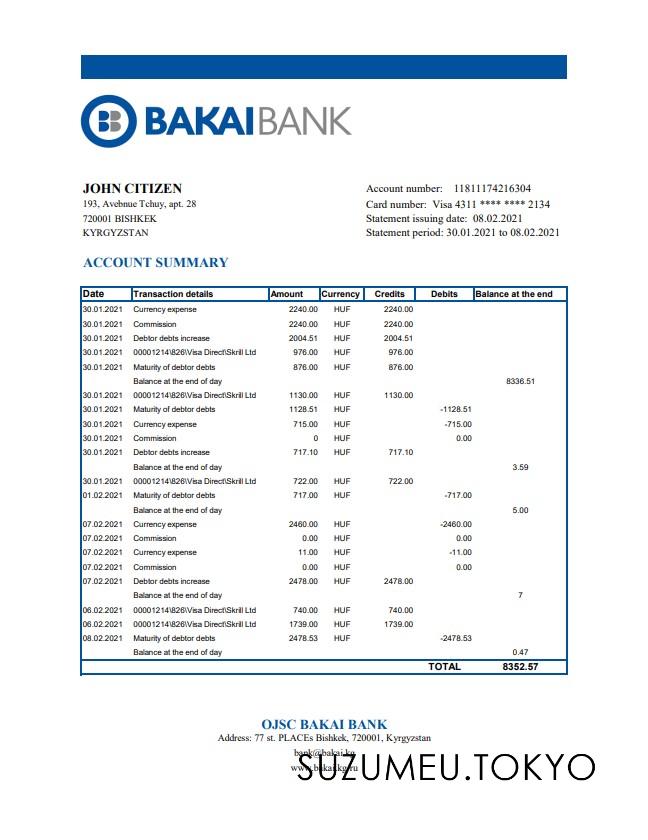 BAKAIBANK
JOHN CITIZEN
193, Avebnue Tchuy, apt. 28
720001 BISHKEK
KYRGYZSTAN
Account number: 11811174216304
Card number: Visa 4311 **** **** 2134
Statement issuing date: 08.02.2021
Statement period: 30.01.2021 to 08.02.2021
ACCOUNT SUMMARY
Date Transaction details Amount Currency Credits Debits Balance at the end
30.01.2021 Currency expense 2240.00 HUF 2240.00
30.01.2021 Commission 2240.00 HUF 2240.00
30.01.2021 Debtor debts increase 2004.51 HUF 2004.51
30.01.2021 00001214\826\Visa Direct\Skrill Ltd 976.00 HUF 976.00
30.01.2021 Maturity of debtor debts 876.00 HUF 876.00
Balance at the end of day 8336.51
30.01.2021 00001214\826\Visa Direct\Skrill Ltd 1130.00 HUF 1130.00
30.01.2021 Maturity of debtor debts 1128.51 HUF -1128.51
30.01.2021 Currency expense 715.00 HUF -715.00
30.01.2021 Commission 0 HUF 0.00
30.01.2021 Debtor debts increase 717.10 HUF 717.10
Balance at the end of day 3.59
30.01.2021 00001214\826\Visa Direct\Skrill Ltd 722.00 HUF 722.00
01.02.2021 Maturity of debtor debts 717.00 HUF -717.00
Balance at the end of day 5.00
07.02.2021 Currency expense 2460.00 HUF -2460.00
07.02.2021 Commission 0.00 HUF 0.00
07.02.2021 Currency expense 11.00 HUF -11.00
07.02.2021 Commission 0.00 HUF 0.00
07.02.2021 Debtor debts increase 2478.00 HUF 2478.00
Balance at the end of day 7
06.02.2021 00001214\826\Visa Direct\Skrill Ltd 740.00 HUF 740.00
06.02.2021 00001214\826\Visa Direct\Skrill Ltd 1739.00 HUF 1739.00
08.02.2021 Maturity of debtor debts 2478.53 HUF -2478.53
Balance at the end of day 0.47
TOTAL 8352.57
OJSC BAKAI BANK
Address: 77 st. PLACEs Bishkek, 720001, Kyrgyzstan
bank@bakai.kg
www.bakai.kg/ru
SUZUMEU.TOKYO